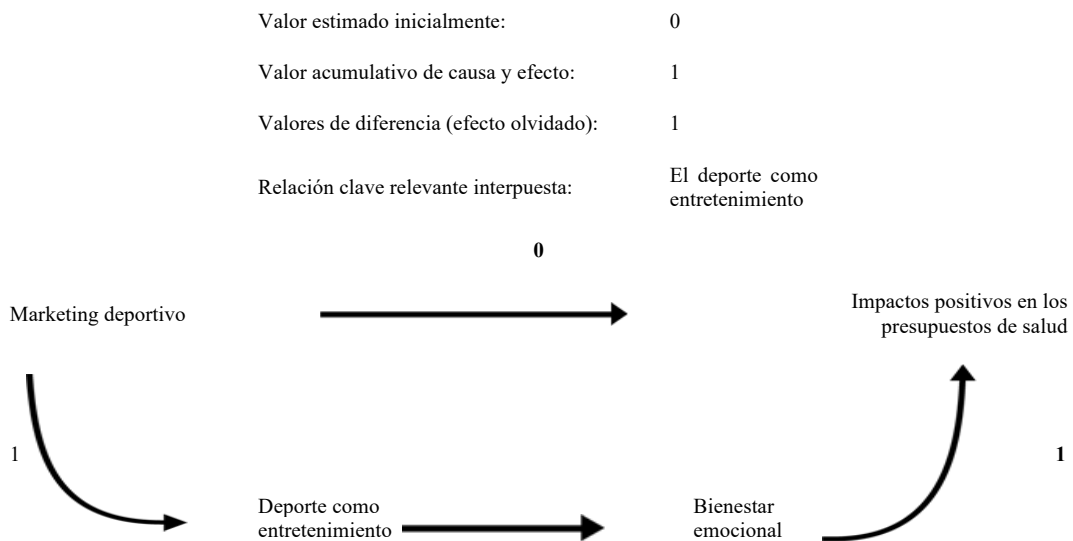 Valor estimado inicialmente: 0
Valor acumulativo de causa y efecto: 1
Valores de diferencia (efecto olvidado): 1
Relación clave relevante interpuesta: El deporte como
entretenimiento
0
Marketing deportivo
Impactos positivos en los
presupuestos de salud
1
1
Deporte como
entretenimiento
Bienestar
emocional